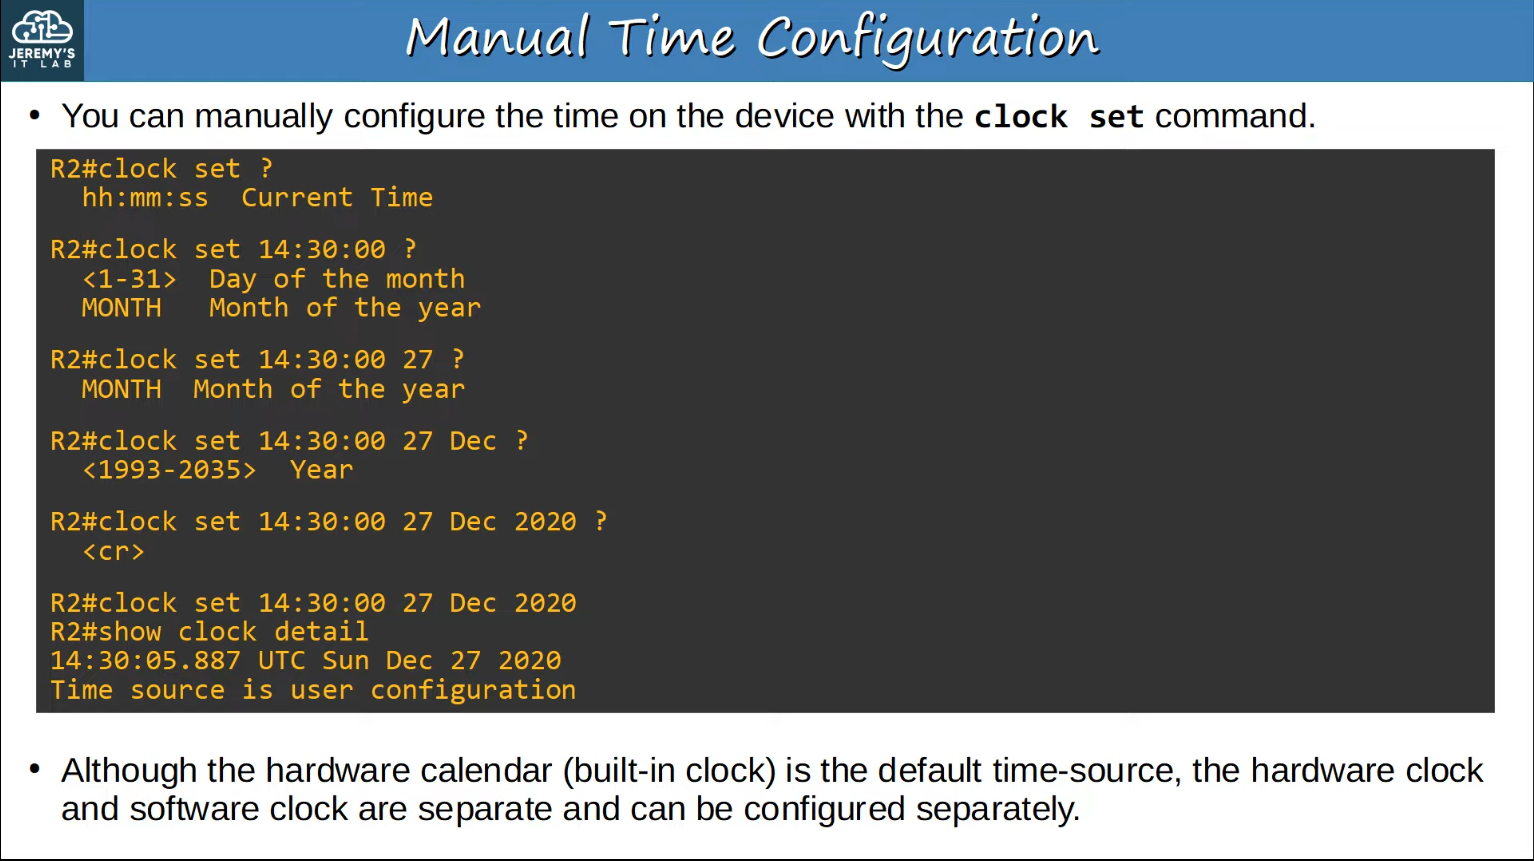 JEREMY'S
IT LAB
Manual Time Configuration
• You can manually configure the time on the device with the clock set command.
R2#clock set ?
  hh:mm:ss  Current Time
R2#clock set 14:30:00 ?
  <1-31>  Day of the month
  MONTH   Month of the year
R2#clock set 14:30:00 27 ?
  MONTH  Month of the year
R2#clock set 14:30:00 27 Dec ?
  <1993-2035>  Year
R2#clock set 14:30:00 27 Dec 2020 ?
  <cr>
R2#clock set 14:30:00 27 Dec 2020
R2#show clock detail
14:30:05.887 UTC Sun Dec 27 2020
Time source is user configuration
• Although the hardware calendar (built-in clock) is the default time-source, the hardware clock
and software clock are separate and can be configured separately.